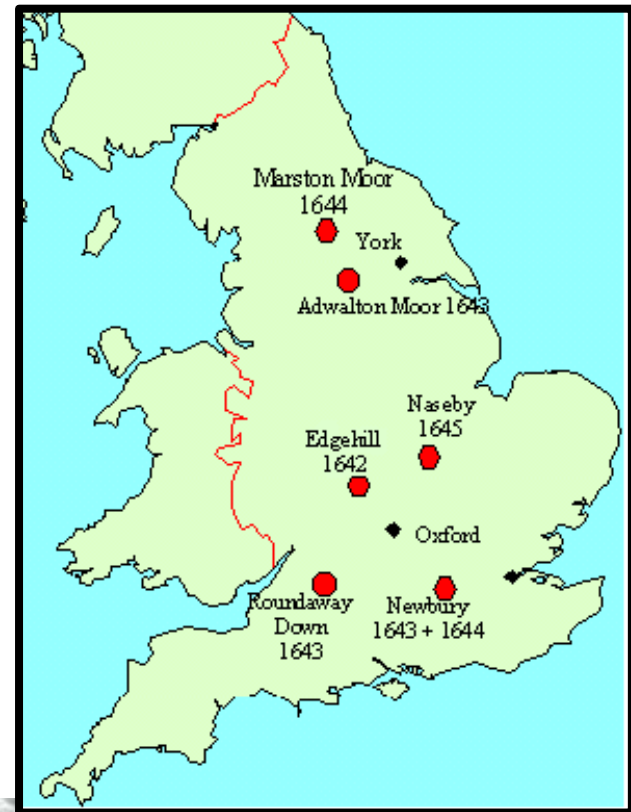 Marston Moor
1644
York
Adwalton Moor 1643
Naseby
1645
Edgehill
1642
Oxford
Roundaway
Down
1643
Newbury
1643 + 1644